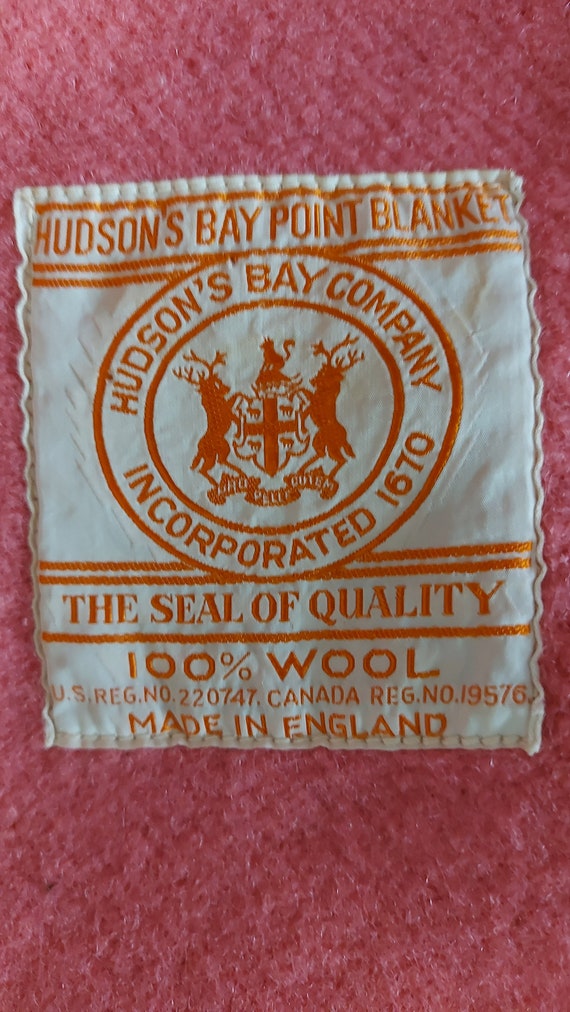 HUDSON'S BAY POINT BLANKET
HUDSON'S BAY COMPANY
INCORPORATED 1670
THE SEAL OF QUALITY
100% WOOL
U.S. REG.NO. 220747. CANADA REG.NO.19576.
MADE IN ENGLAND